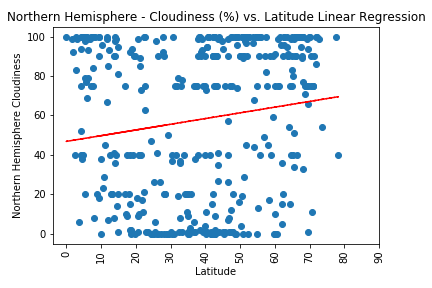 Northern Hemisphere - Cloudiness (%) vs. Latitude Linear Regression
Northern Hemisphere Cloudiness
100
80
60
40
20
0
0 10 20 30 40 50 60 70 80 90
Latitude